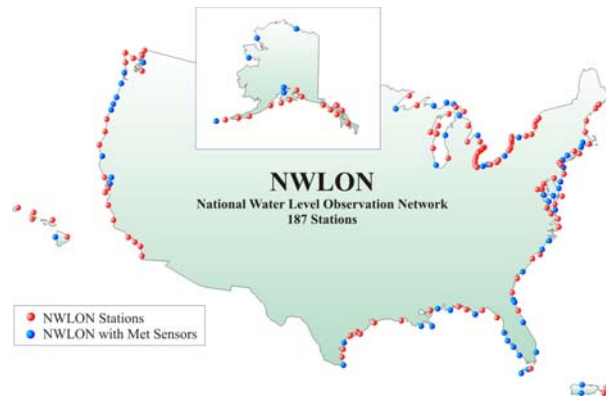 NWLON
National Water Level Observation Network
187 Stations
NWLON Stations
NWLON with Met Sensors